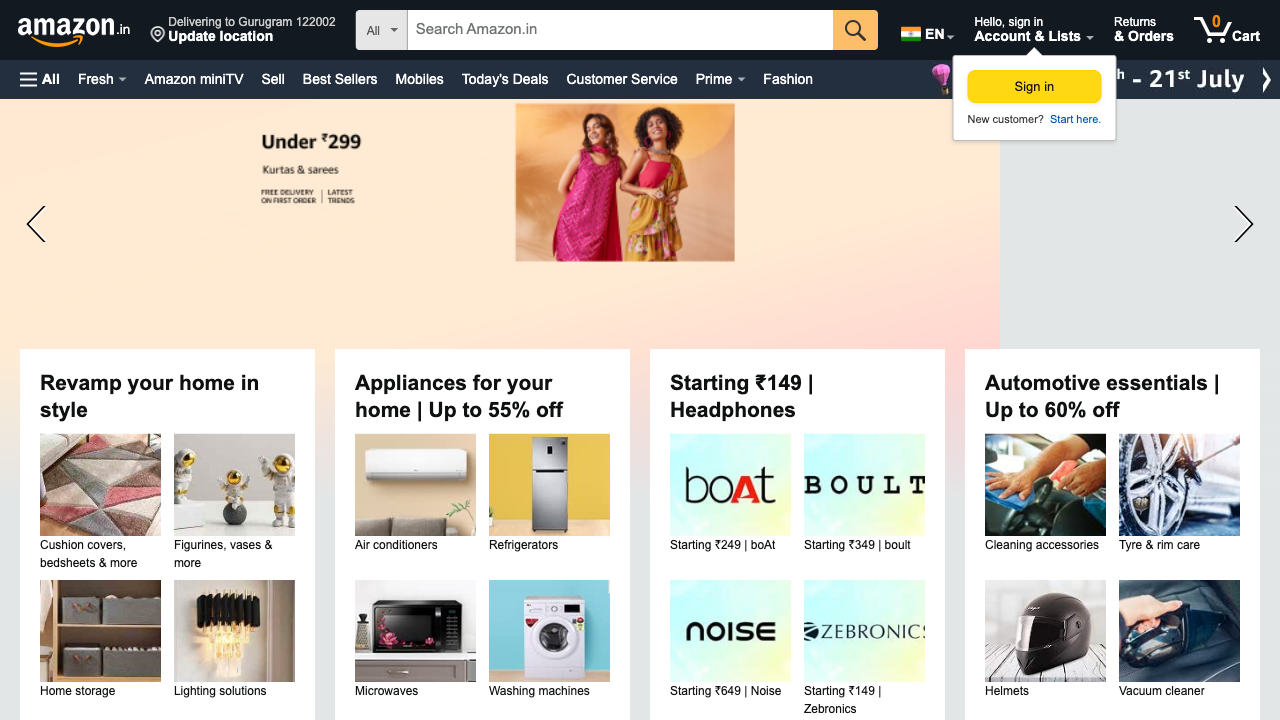 amazon.in
Delivering to Gurugram 122002
Update location
All
Search Amazon.in
EN
Hello, sign in
Account & Lists
Returns
& Orders
0
Cart
All
Fresh
Amazon miniTV
Sell
Best Sellers
Mobiles
Today's Deals
Customer Service
Prime
Fashion
h - 21st July
Sign in
New customer? Start here.
Under ₹299
Kurtas & sarees
FREE DELIVERY
ON FIRST ORDER
LATEST
TRENDS
Revamp your home in
style
Cushion covers,
bedsheets & more
Figurines, vases &
more
Home storage
Lighting solutions
Appliances for your
home | Up to 55% off
Air conditioners
Refrigerators
Microwaves
Washing machines
Starting ₹149 |
Headphones
boAt
BOULT
Starting ₹249 | boAt
Starting ₹349 | boult
noise
ZEBRONICS
Starting ₹649 | Noise
Starting ₹149 |
Zebronics
Automotive essentials |
Up to 60% off
Cleaning accessories
Tyre & rim care
Helmets
Vacuum cleaner